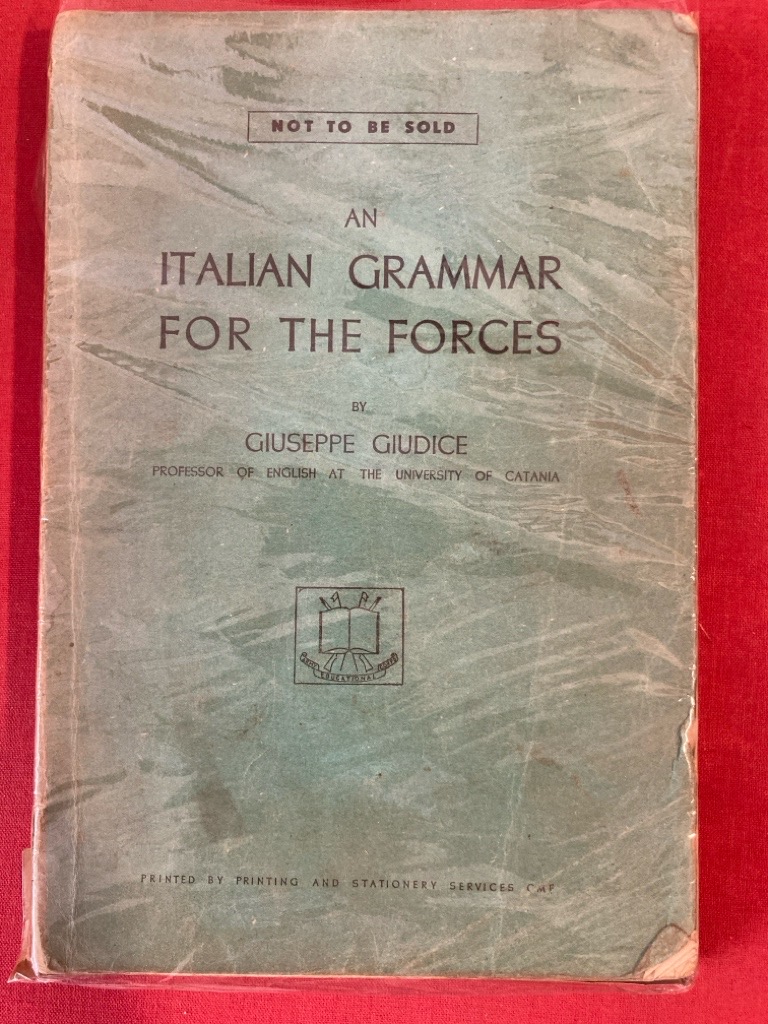 NOT TO BE SOLD
AN
ITALIAN GRAMMAR
FOR THE FORCES
BY
GIUSEPPE GIUDICE
PROFESSOR OF ENGLISH AT THE UNIVERSITY OF CATANIA
EDUCATIONAL
PRINTED BY PRINTING AND STATIONERY SERVICES CMF